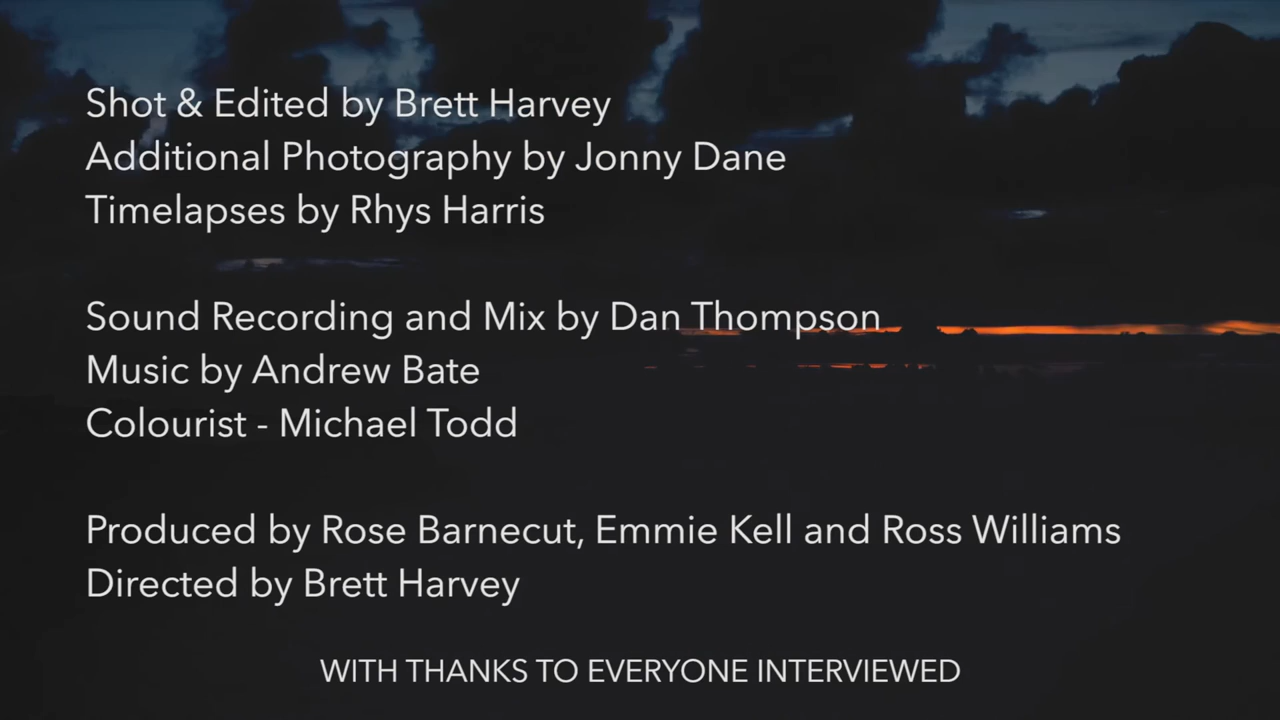 Shot & Edited by Brett Harvey
Additional Photography by Jonny Dane
Timelapses by Rhys Harris
Sound Recording and Mix by Dan Thompson
Music by Andrew Bate
Colourist - Michael Todd
Produced by Rose Barnecut, Emmie Kell and Ross Williams
Directed by Brett Harvey
WITH THANKS TO EVERYONE INTERVIEWED